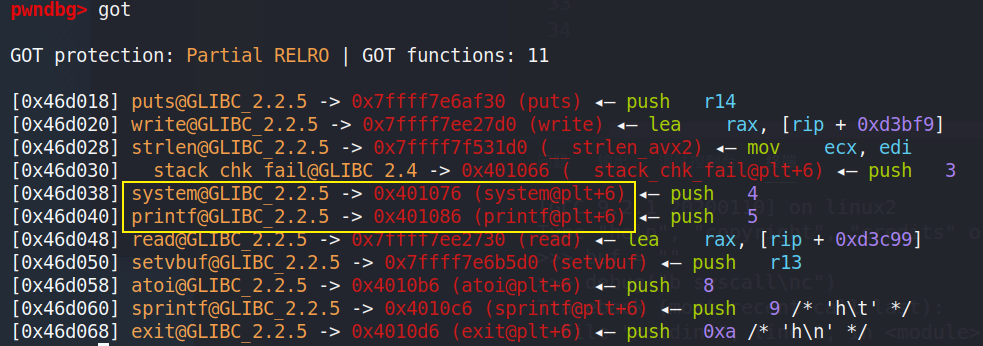 pwndbg> got
GOT protection: Partial RELRO | GOT functions: 11
[0x46d018] puts@GLIBC_2.2.5 -> 0x7ffff7e6af30 (puts) ◂— push r14
[0x46d020] write@GLIBC_2.2.5 -> 0x7ffff7ee27d0 (write) ◂— lea rax, [rip + 0xd3bf9]
[0x46d028] strlen@GLIBC_2.2.5 -> 0x7ffff7f531d0 (__strlen_avx2) ◂— mov ecx, edi
[0x46d030] __stack_chk_fail@GLIBC_2.4 -> 0x401066 (__stack_chk_fail@plt+6) ◂— push 3
[0x46d038] system@GLIBC_2.2.5 -> 0x401076 (system@plt+6) ◂— push 4
[0x46d040] printf@GLIBC_2.2.5 -> 0x401086 (printf@plt+6) ◂— push 5
[0x46d048] read@GLIBC_2.2.5 -> 0x7ffff7ee2730 (read) ◂— lea rax, [rip + 0xd3c99]
[0x46d050] setvbuf@GLIBC_2.2.5 -> 0x7ffff7e6b5d0 (setvbuf) ◂— push r13
[0x46d058] atoi@GLIBC_2.2.5 -> 0x4010b6 (atoi@plt+6) ◂— push 8
[0x46d060] sprintf@GLIBC_2.2.5 -> 0x4010c6 (sprintf@plt+6) ◂— push 9 /* 'h\t' */
[0x46d068] exit@GLIBC_2.2.5 -> 0x4010d6 (exit@plt+6) ◂— push 0xa /* 'h\n' */